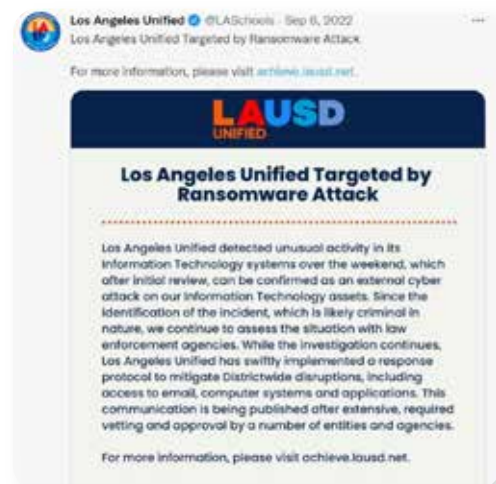 Los Angeles Unified @LASchools · Sep 6, 2022
Los Angeles Unified Targeted by Ransomware Attack
For more information, please visit achieve.lausd.net.
LAUSD
UNIFIED
Los Angeles Unified Targeted by
Ransomware Attack
Los Angeles Unified detected unusual activity in its
Information Technology systems over the weekend, which
after initial review, can be confirmed as an external cyber
attack on our Information Technology assets. Since the
identification of the incident, which is likely criminal in
nature, we continue to assess the situation with law
enforcement agencies. While the investigation continues,
Los Angeles Unified has swiftly implemented a response
protocol to mitigate Districtwide disruptions, including
access to email, computer systems and applications. This
communication is being published after extensive, required
vetting and approval by a number of entities and agencies.
For more information, please visit achieve.lausd.net.